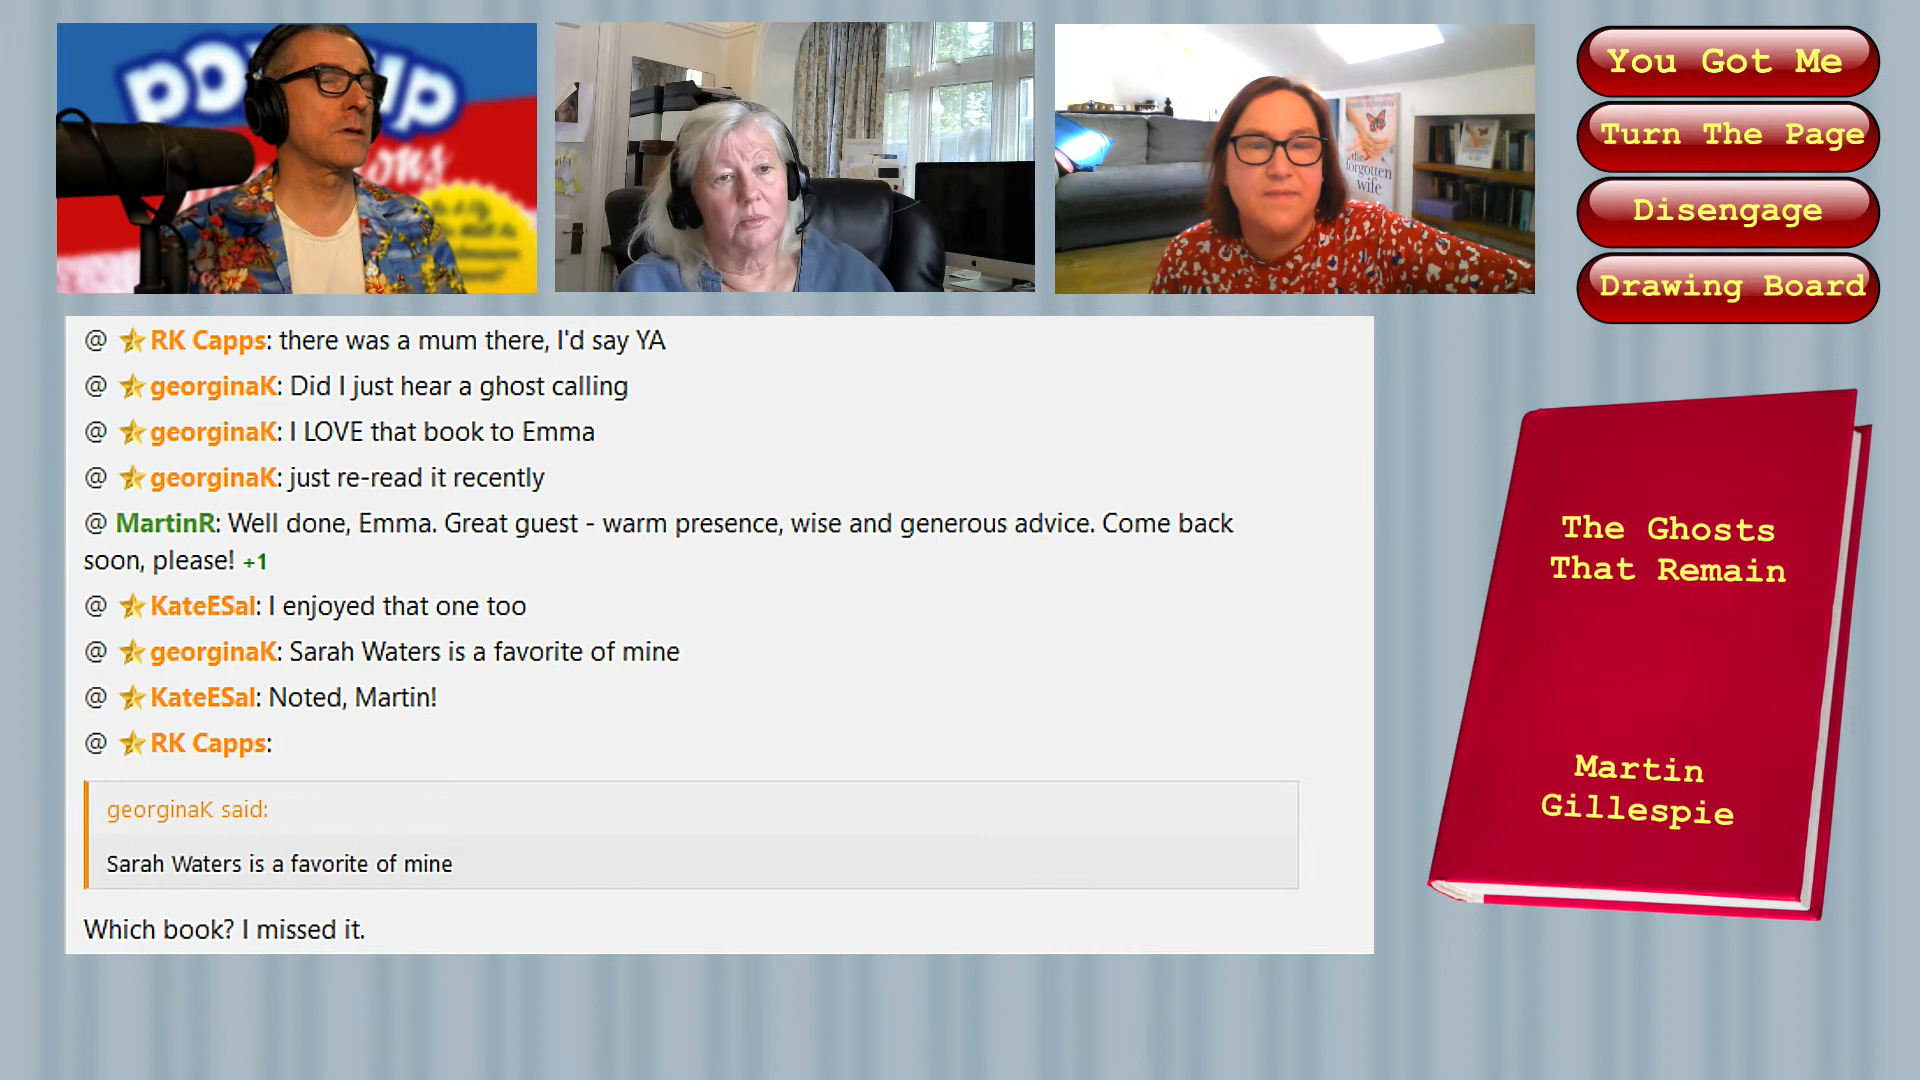 POPUP
the
forgotten
wife
You Got Me
Turn The Page
Disengage
Drawing Board
@ RK Capps: there was a mum there, I'd say YA
@ georginaK: Did I just hear a ghost calling
@ georginaK: I LOVE that book to Emma
@ georginaK: just re-read it recently
@ MartinR: Well done, Emma. Great guest - warm presence, wise and generous advice. Come back
soon, please! +1
@ KateESal: I enjoyed that one too
@ georginaK: Sarah Waters is a favorite of mine
@ KateESal: Noted, Martin!
@ RK Capps:
georginaK said:
Sarah Waters is a favorite of mine
Which book? I missed it.
The Ghosts
That Remain
Martin
Gillespie